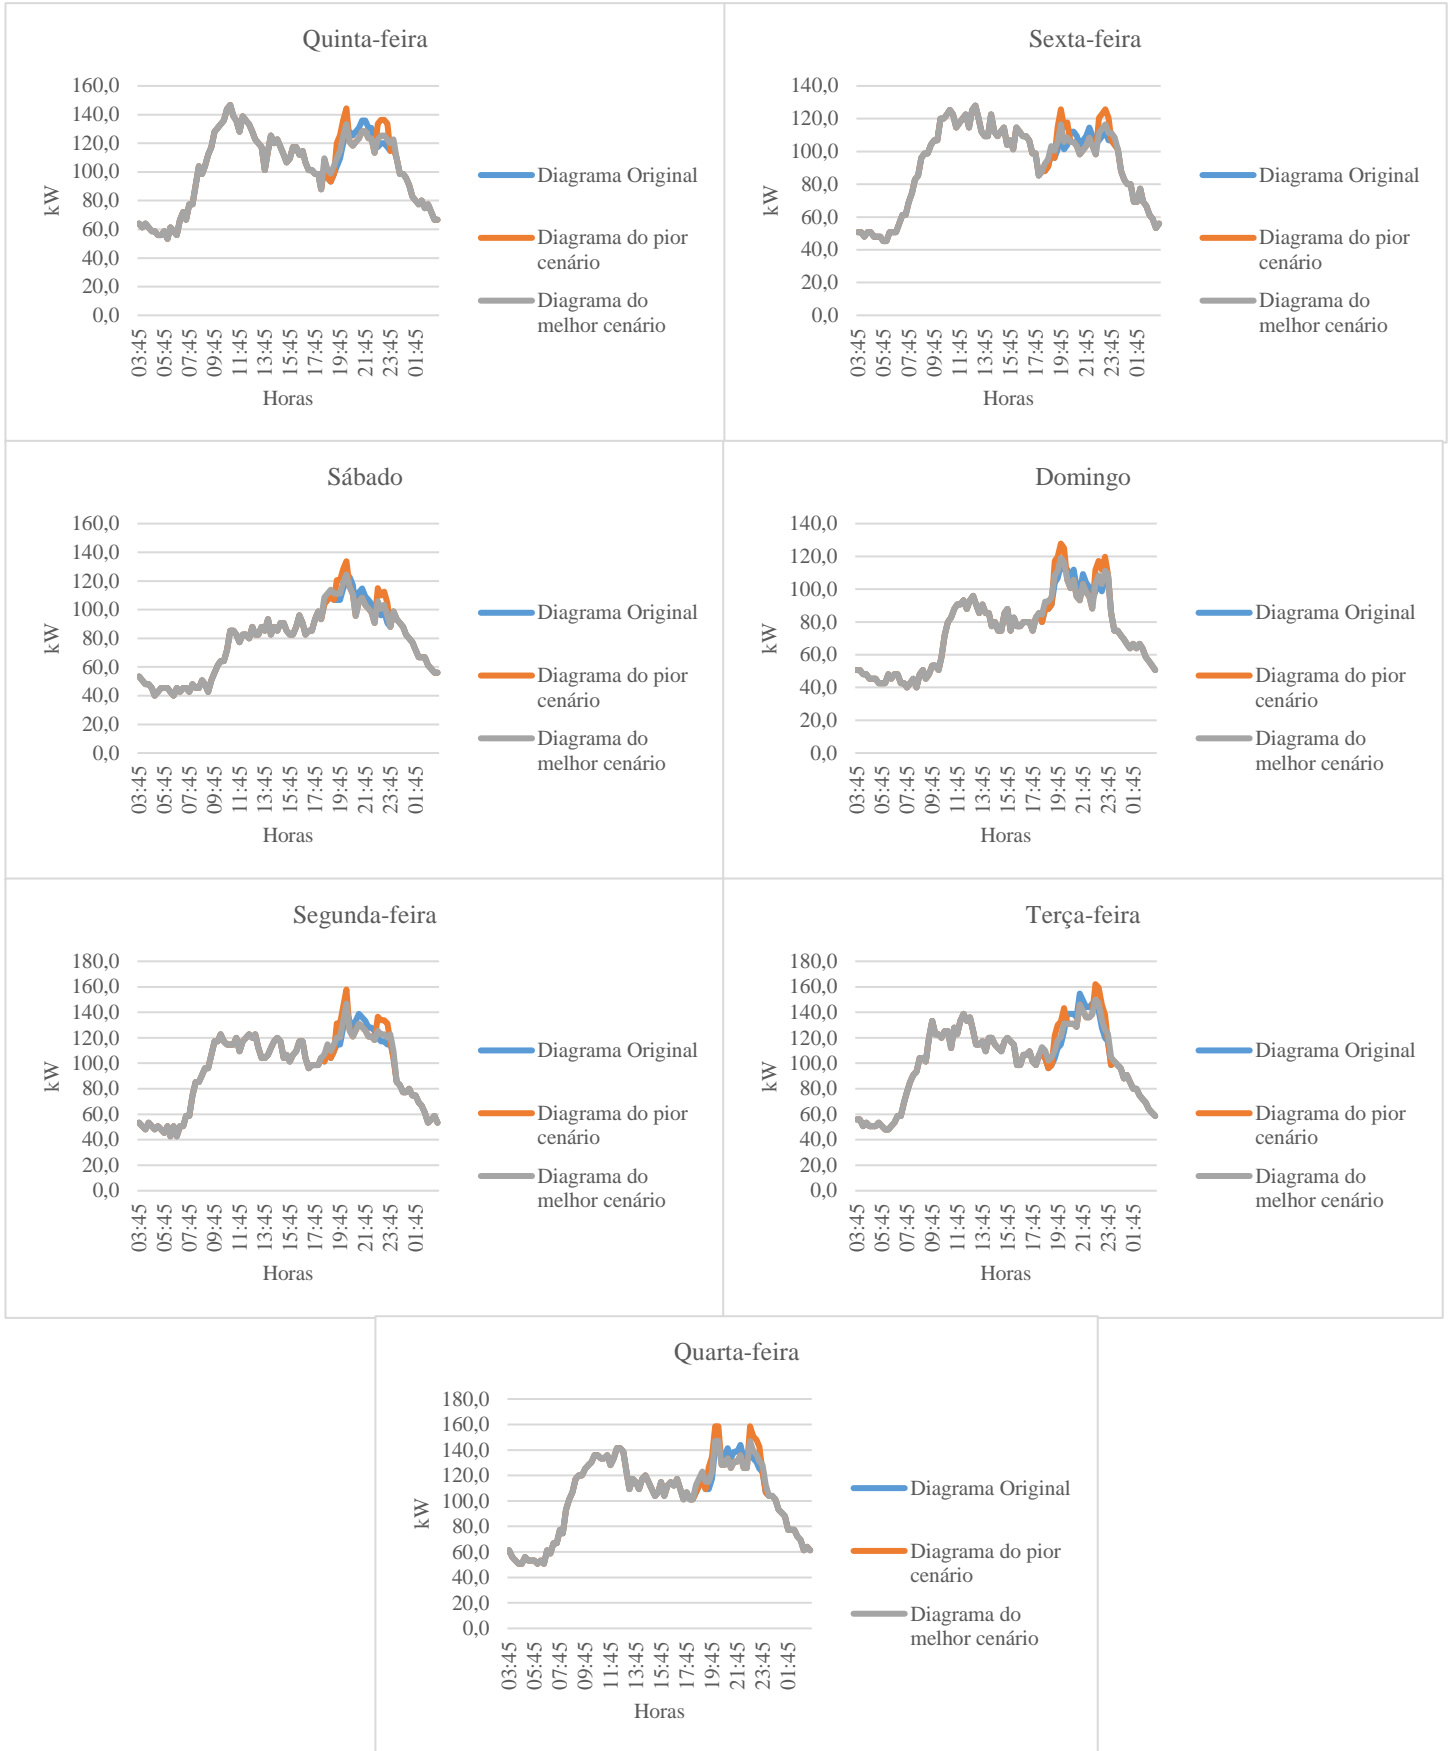 Quinta-feira
160,0
140,0
120,0
100,0
80,0
60,0
40,0
20,0
0,0
kW
03:45
05:45
07:45
09:45
11:45
13:45
15:45
17:45
19:45
21:45
23:45
01:45
Horas
Diagrama Original
Diagrama do pior
cenário
Diagrama do
melhor cenário
Sexta-feira
140,0
120,0
100,0
80,0
60,0
40,0
20,0
0,0
kW
03:45
05:45
07:45
09:45
11:45
13:45
15:45
17:45
19:45
21:45
23:45
01:45
Horas
Diagrama Original
Diagrama do pior
cenário
Diagrama do
melhor cenário
Sábado
160,0
140,0
120,0
100,0
80,0
60,0
40,0
20,0
0,0
kW
03:45
05:45
07:45
09:45
11:45
13:45
15:45
17:45
19:45
21:45
23:45
01:45
Horas
Diagrama Original
Diagrama do pior
cenário
Diagrama do
melhor cenário
Domingo
140,0
120,0
100,0
80,0
60,0
40,0
20,0
0,0
kW
03:45
05:45
07:45
09:45
11:45
13:45
15:45
17:45
19:45
21:45
23:45
01:45
Horas
Diagrama Original
Diagrama do pior
cenário
Diagrama do
melhor cenário
Segunda-feira
180,0
160,0
140,0
120,0
100,0
80,0
60,0
40,0
20,0
0,0
kW
03:45
05:45
07:45
09:45
11:45
13:45
15:45
17:45
19:45
21:45
23:45
01:45
Horas
Diagrama Original
Diagrama do pior
cenário
Diagrama do
melhor cenário
Terça-feira
180,0
160,0
140,0
120,0
100,0
80,0
60,0
40,0
20,0
0,0
kW
03:45
05:45
07:45
09:45
11:45
13:45
15:45
17:45
19:45
21:45
23:45
01:45
Horas
Diagrama Original
Diagrama do pior
cenário
Diagrama do
melhor cenário
Quarta-feira
180,0
160,0
140,0
120,0
100,0
80,0
60,0
40,0
20,0
0,0
kW
03:45
05:45
07:45
09:45
11:45
13:45
15:45
17:45
19:45
21:45
23:45
01:45
Horas
Diagrama Original
Diagrama do pior
cenário
Diagrama do
melhor cenário